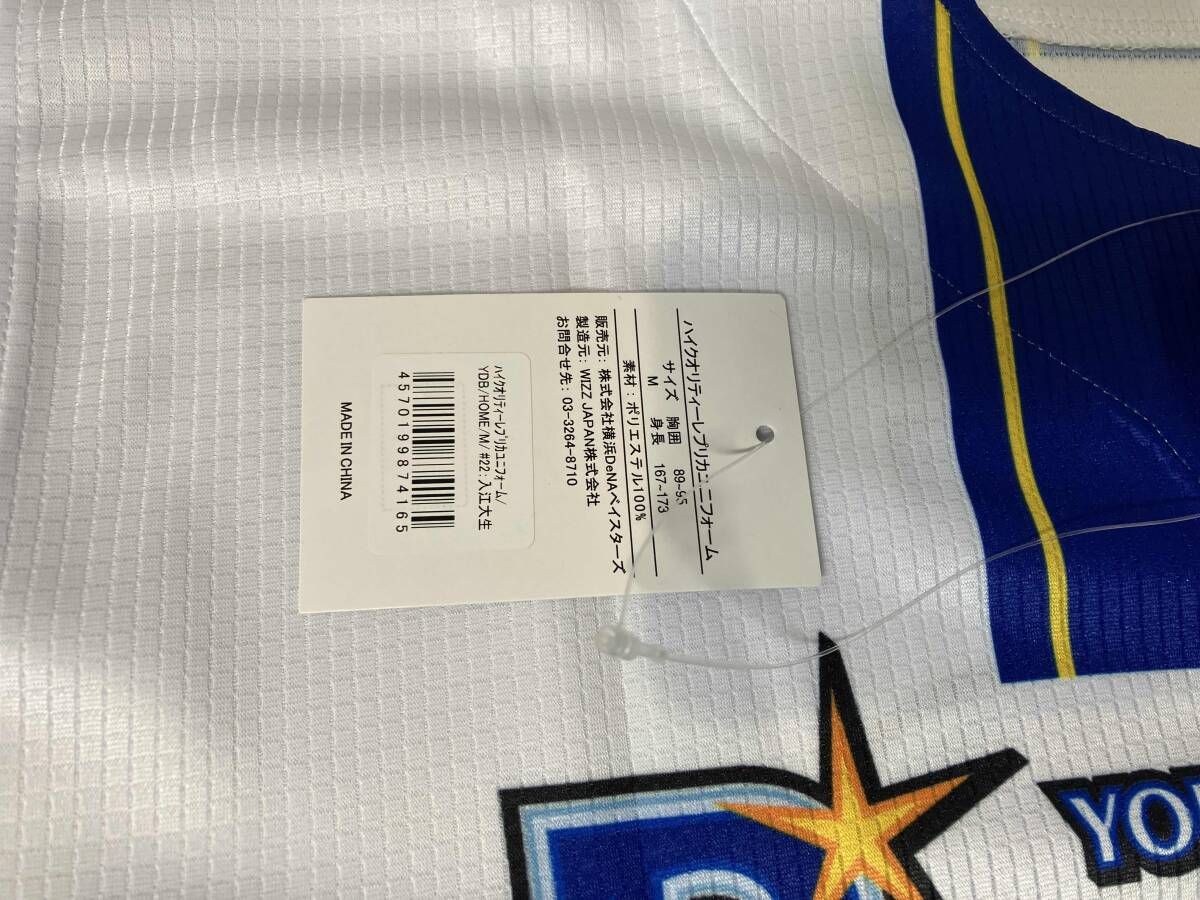 ハイクオリティーレプリカユニフォーム
サイズ 胸囲 89~95
M 身長 167~173
素材：ポリエステル100%
販売元：株式会社横浜DeNAベイスターズ
製造元：WIZZ JAPAN株式会社
お問合せ先：03-3264-8710
ハイクオリティーレプリカユニフォーム/
YDB/HOME/M/#22：入江大生
4570199874165
MADE IN CHINA